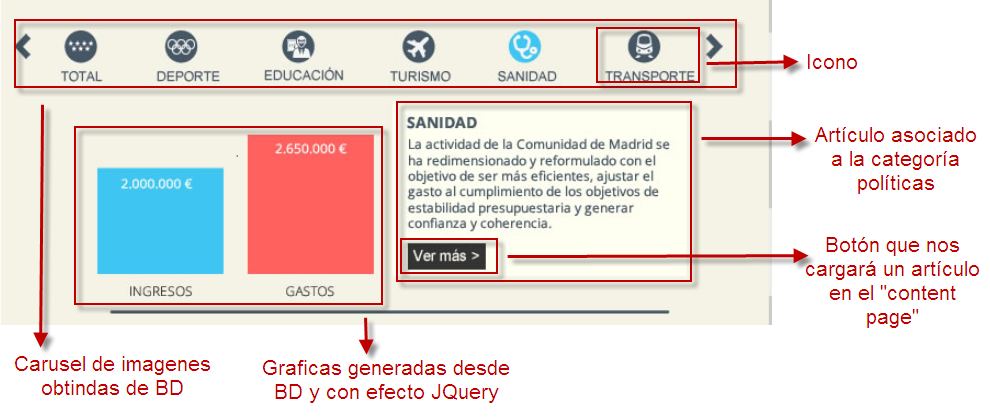 TOTAL
DEPORTE
EDUCACIÓN
TURISMO
SANIDAD
TRANSPORTE
Icono
SANIDAD
La actividad de la Comunidad de Madrid se
ha redimensionado y reformulado con el
objetivo de ser más eficientes, ajustar el
gasto al cumplimiento de los objetivos de
estabilidad presupuestaria y generar
confianza y coherencia.
Ver más >
Artículo asociado
a la categoría
políticas
2.000.000 €
2.650.000 €
INGRESOS
GASTOS
Botón que nos
cargará un artículo
en el "content
page"
Carusel de imagenes
obtindas de BD
Graficas generadas desde
BD y con efecto JQuery